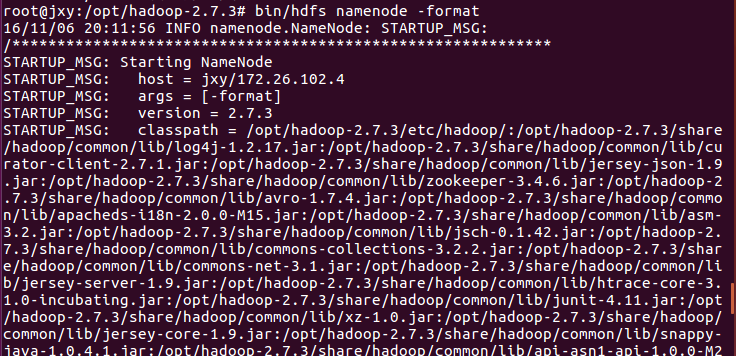 root@jxy:/opt/hadoop-2.7.3# bin/hdfs namenode -format
16/11/06 20:11:56 INFO namenode.NameNode: STARTUP_MSG:
/************************************************************
STARTUP_MSG: Starting NameNode
STARTUP_MSG:   host = jxy/172.26.102.4
STARTUP_MSG:   args = [-format]
STARTUP_MSG:   version = 2.7.3
STARTUP_MSG:   classpath = /opt/hadoop-2.7.3/etc/hadoop/:/opt/hadoop-2.7.3/share
/hadoop/common/lib/log4j-1.2.17.jar:/opt/hadoop-2.7.3/share/hadoop/common/lib/cu
rator-client-2.7.1.jar:/opt/hadoop-2.7.3/share/hadoop/common/lib/jersey-json-1.9
.jar:/opt/hadoop-2.7.3/share/hadoop/common/lib/zookeeper-3.4.6.jar:/opt/hadoop-2
.7.3/share/hadoop/common/lib/avro-1.7.4.jar:/opt/hadoop-2.7.3/share/hadoop/commo
n/lib/apacheds-i18n-2.0.0-M15.jar:/opt/hadoop-2.7.3/share/hadoop/common/lib/asm-
3.2.jar:/opt/hadoop-2.7.3/share/hadoop/common/lib/jsch-0.1.42.jar:/opt/hadoop-2.
7.3/share/hadoop/common/lib/commons-collections-3.2.2.jar:/opt/hadoop-2.7.3/shar
e/hadoop/common/lib/commons-net-3.1.jar:/opt/hadoop-2.7.3/share/hadoop/common/li
b/jersey-server-1.9.jar:/opt/hadoop-2.7.3/share/hadoop/common/lib/htrace-core-3.
1.0-incubating.jar:/opt/hadoop-2.7.3/share/hadoop/common/lib/junit-4.11.jar:/opt
/hadoop-2.7.3/share/hadoop/common/lib/xz-1.0.jar:/opt/hadoop-2.7.3/share/hadoop/
common/lib/jersey-core-1.9.jar:/opt/hadoop-2.7.3/share/hadoop/common/lib/snappy-
java-1.0.4.1.jar:/opt/hadoop-2.7.3/share/hadoop/common/lib/api-asn1-api-1.0.0-M2